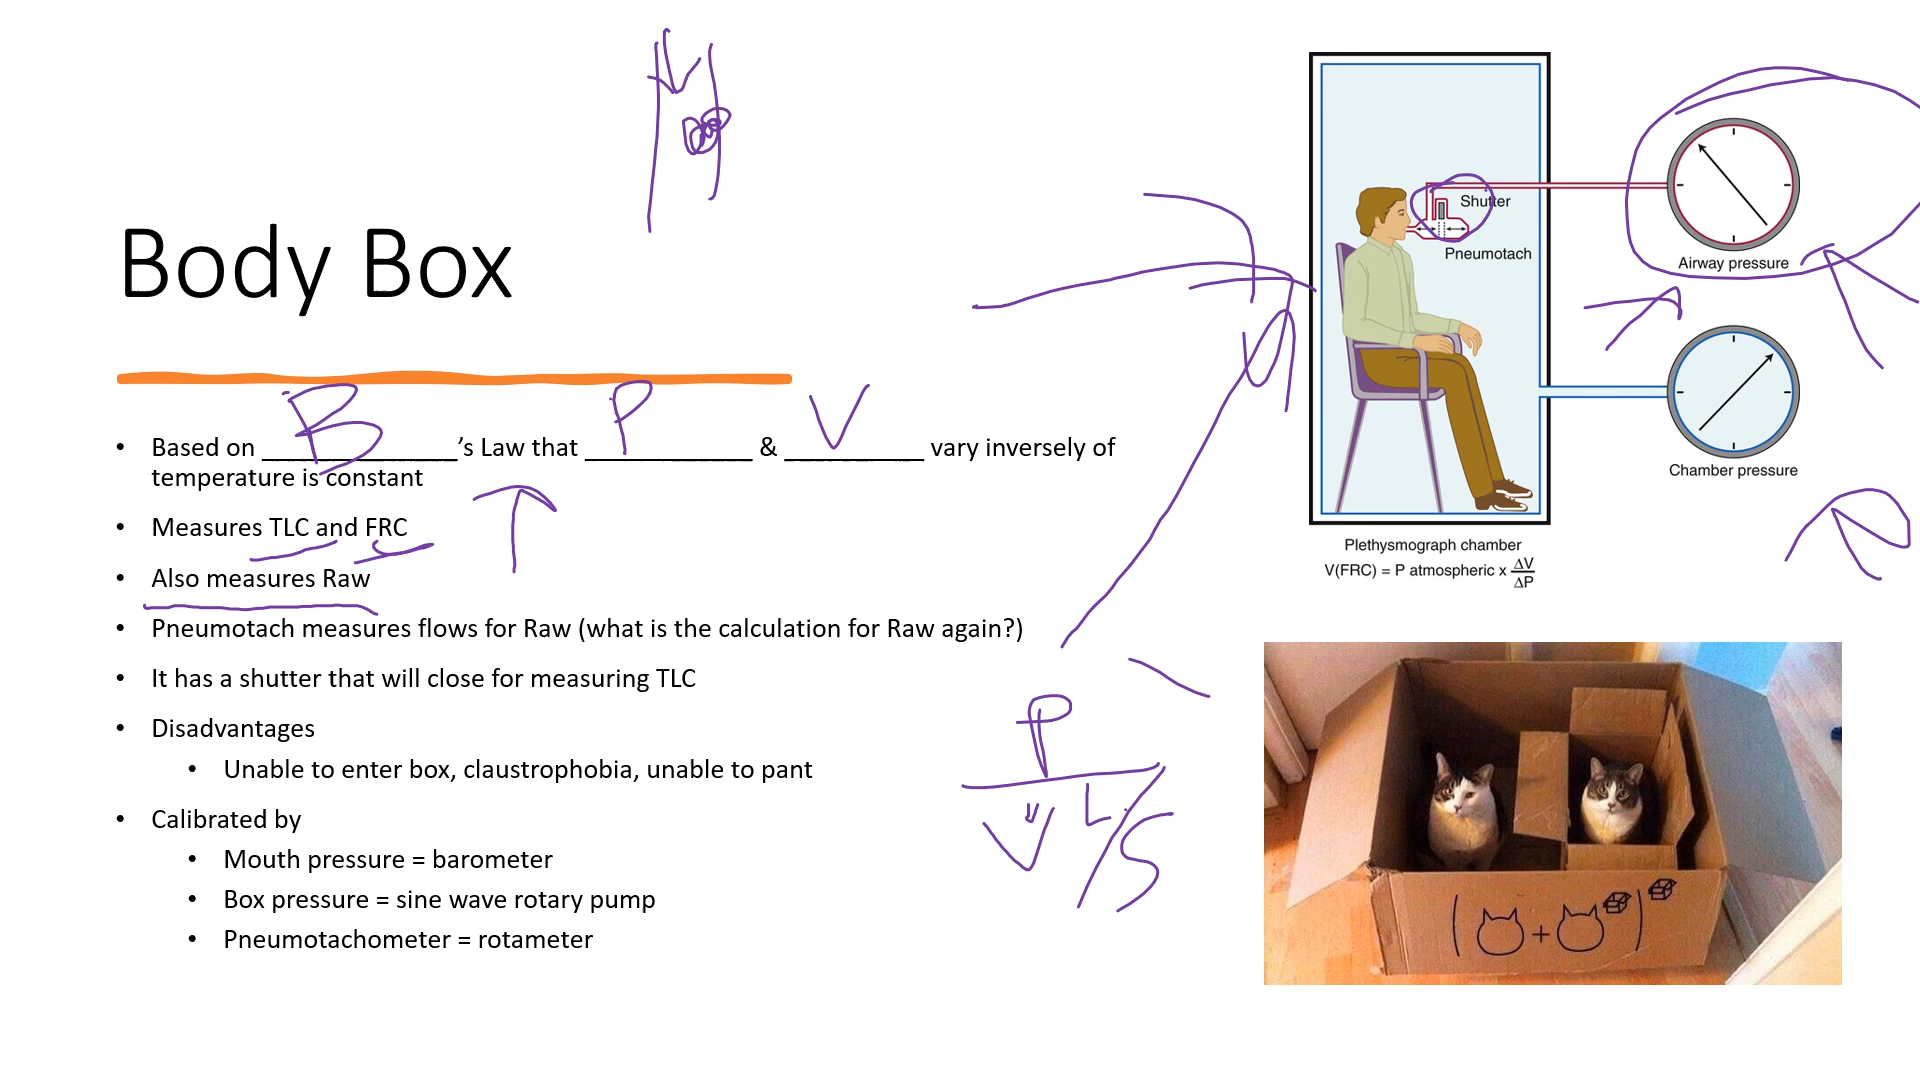 Body Box
B P V
• Based on ______________'s Law that ____________ & __________ vary inversely of
temperature is constant
• Measures TLC and FRC
• Also measures Raw
• Pneumotach measures flows for Raw (what is the calculation for Raw again?)
• It has a shutter that will close for measuring TLC
• Disadvantages
• Unable to enter box, claustrophobia, unable to pant
• Calibrated by
• Mouth pressure = barometer
• Box pressure = sine wave rotary pump
• Pneumotachometer = rotameter
P
V L/S
Shutter
Pneumotach
Airway pressure
Chamber pressure
Plethysmograph chamber
V(FRC) = P atmospheric x ΔV/ΔP
( + )